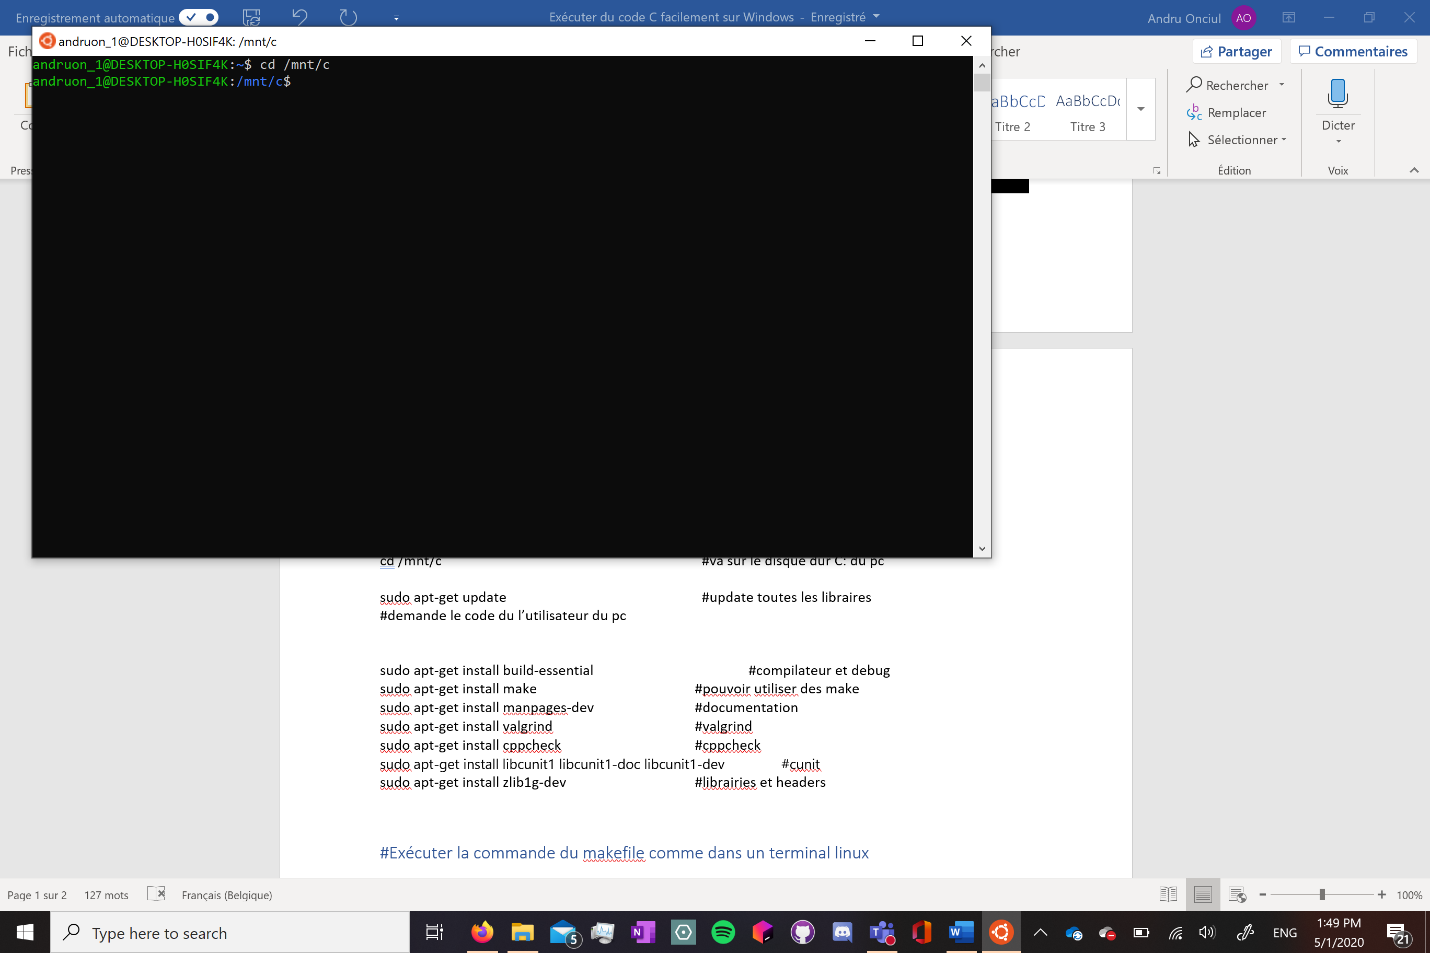 Enregistrement automatique
Exécuter du code C facilement sur Windows - Enregistré
Andru Onciul
AO
andruon_1@DESKTOP-H0SIF4K: /mnt/c
Partager
Commentaires
andruon_1@DESKTOP-H0SIF4K:~$ cd /mnt/c
andruon_1@DESKTOP-H0SIF4K:/mnt/c$
Titre 2
Titre 3
Rechercher
Remplacer
Sélectionner
Dicter
Édition
Voix
cd /mnt/c #va sur le disque dur C: du pc
sudo apt-get update #update toutes les libraires
#demande le code du l’utilisateur du pc
sudo apt-get install build-essential #compilateur et debug
sudo apt-get install make #pouvoir utiliser des make
sudo apt-get install manpages-dev #documentation
sudo apt-get install valgrind #valgrind
sudo apt-get install cppcheck #cppcheck
sudo apt-get install libcunit1 libcunit1-doc libcunit1-dev #cunit
sudo apt-get install zlib1g-dev #librairies et headers
#Exécuter la commande du makefile comme dans un terminal linux
Page 1 sur 2 127 mots Français (Belgique)
100%
Type here to search
5
ENG
1:49 PM
5/1/2020
21